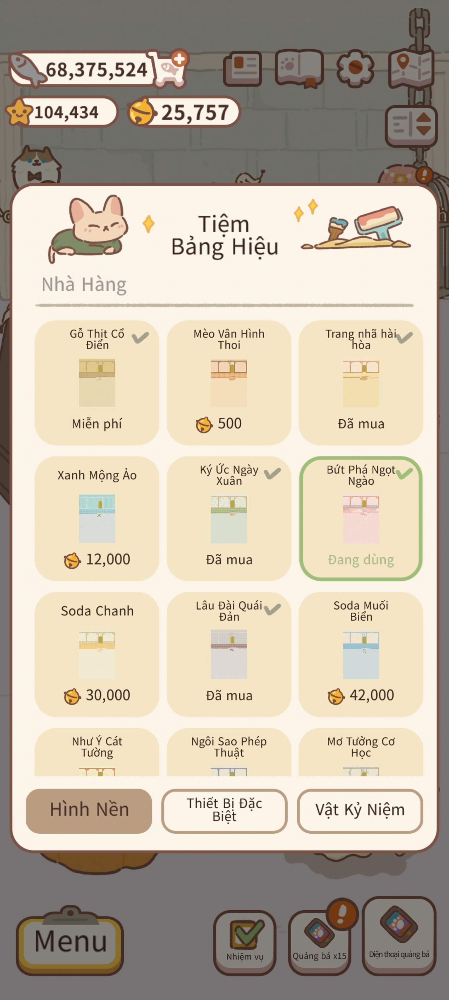 68,375,524
104,434
25,757
Tiệm
Bảng Hiệu
Nhà Hàng
Gỗ Thịt Cổ
Điển
Miễn phí
Mèo Vân Hình
Thoi
500
Trang nhã hài
hòa
Đã mua
Xanh Mộng Ảo
12,000
Ký Ức Ngày
Xuân
Đã mua
Bứt Phá Ngọt
Ngào
Đang dùng
Soda Chanh
30,000
Lâu Đài Quái
Đản
Đã mua
Soda Muối
Biển
42,000
Như Ý Cát
Tường
Ngôi Sao Phép
Thuật
Mơ Tưởng Cơ
Học
Hình Nền
Thiết Bị Đặc
Biệt
Vật Kỷ Niệm
Menu
Nhiệm vụ
Quảng bá x15
Điện thoại quảng bá